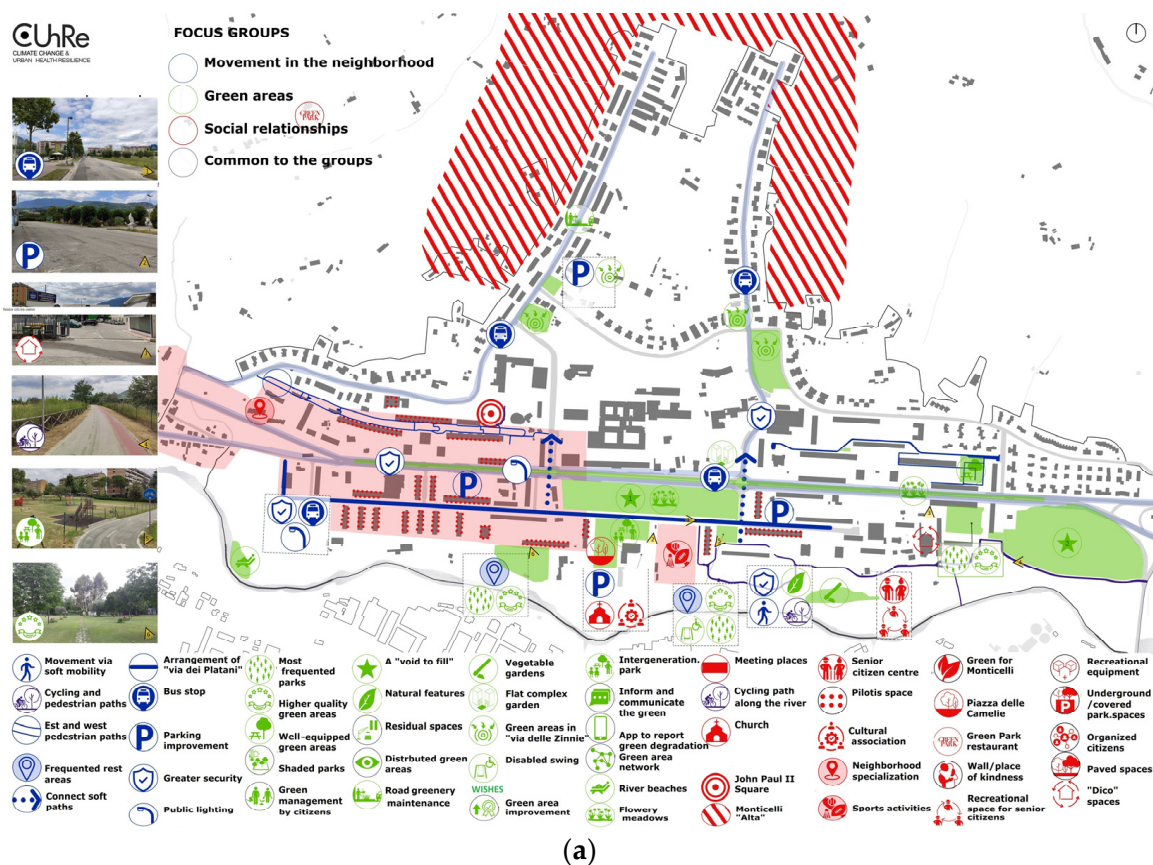 CUhRe
CLIMATE CHANGE &
URBAN HEALTH RESILIENCE
FOCUS GROUPS
Movement in the neighborhood
Green areas
Social relationships
Common to the groups
GREEN
PARK
P
P
P
P
P
P
Movement via
soft mobility
Cycling and
pedestrian paths
Est and west
pedestrian paths
Frequented rest
areas
Connect soft
paths
Arrangement of
"via dei Platani"
Bus stop
P
Parking
improvement
Greater security
Public lighting
Most
frequented
parks
Higher quality
green areas
Well-equipped
green areas
Shaded parks
Green
management
by citizens
A "void to fill"
Natural features
Residual spaces
Distrbuted green
areas
Road greenery
maintenance
Vegetable
gardens
Flat complex
garden
Green areas in
"via delle Zinnie"
Disabled swing
WISHES
Green area
improvement
Intergeneration.
park
Inform and
communicate
the green
App to report
green degradation
Green area
network
River beaches
Flowery
meadows
Meeting places
Cycling path
along the river
Church
John Paul II
Square
Monticelli
"Alta"
Senior
citizen centre
Pilotis space
Cultural
association
Neighborhood
specialization
Sports activities
Green for
Monticelli
Piazza delle
Camelie
GREEN
PARK
Green Park
restaurant
Wall/place
of kindness
Recreational
space for senior
citizens
Recreational
equipment
P
Underground
/covered
park.spaces
Organized
citizens
Paved spaces
"Dico"
spaces
(a)